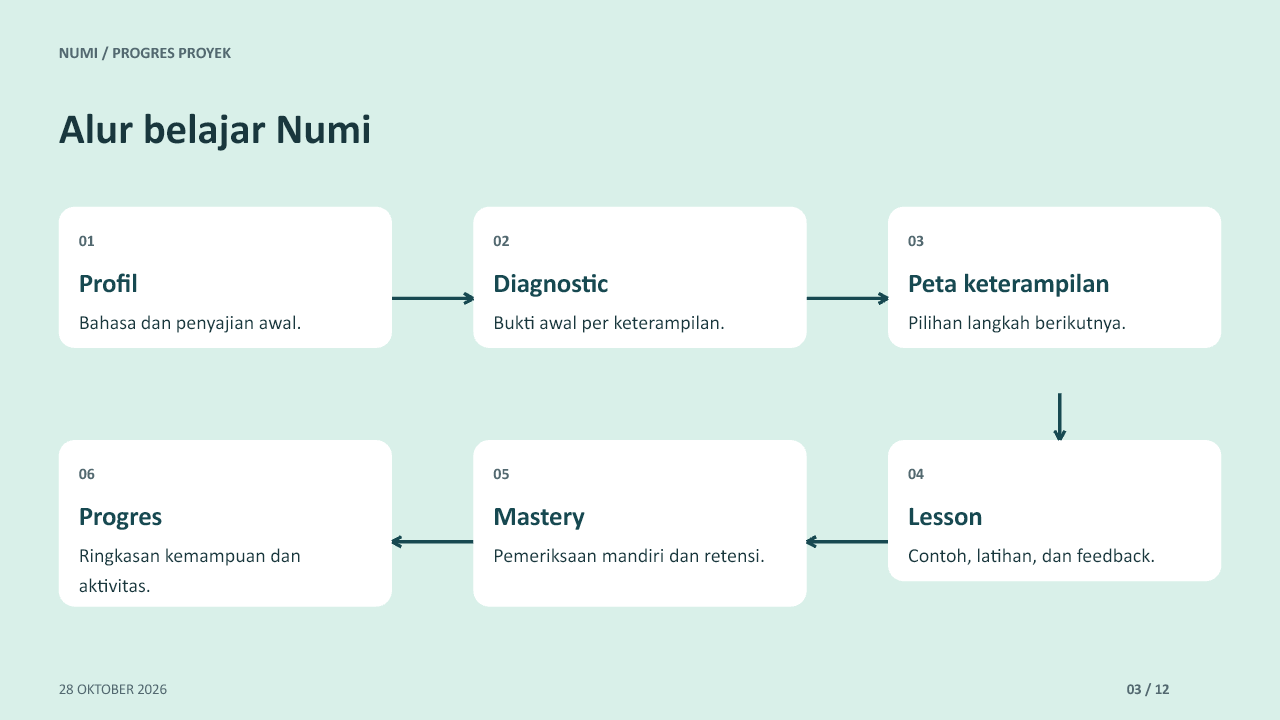 NUMI / PROGRES PROYEK
Alur belajar Numi
01
Profil
Bahasa dan penyajian awal.
02
Diagnostic
Bukti awal per keterampilan.
03
Peta keterampilan
Pilihan langkah berikutnya.
04
Lesson
Contoh, latihan, dan feedback.
05
Mastery
Pemeriksaan mandiri dan retensi.
06
Progres
Ringkasan kemampuan dan
aktivitas.
28 OKTOBER 2026
03 / 12